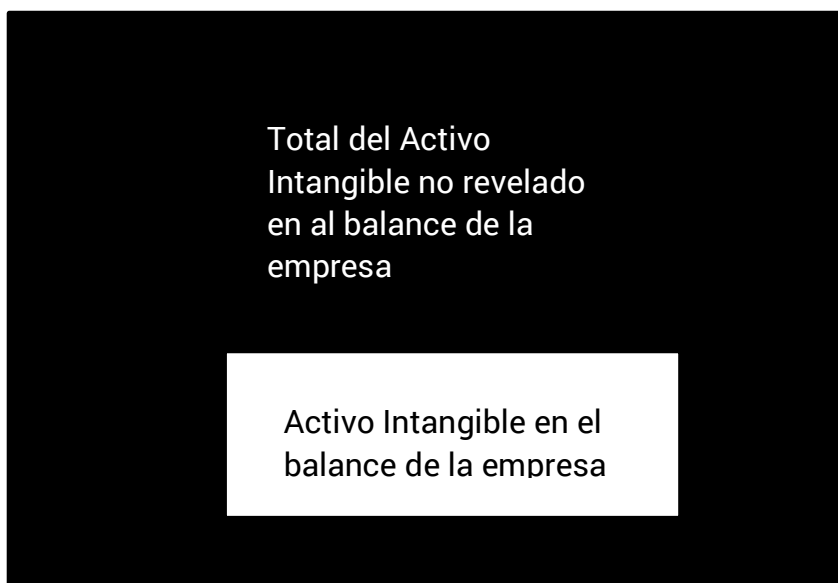 Total del Activo
Intangible no revelado
en al balance de la
empresa
Activo Intangible en el
balance de la empresa